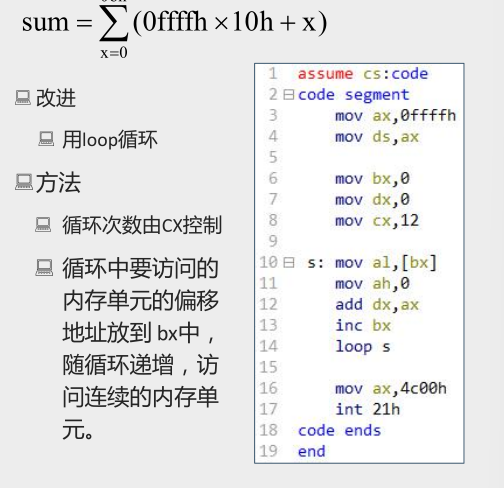 sum = ∑(0ffffh ×10h + x)
x=0
改进
用loop循环
方法
循环次数由CX控制
循环中要访问的
内存单元的偏移
地址放到 bx中，
随循环递增，访
问连续的内存单
元。
1 assume cs:code
2 code segment
3 mov ax,0ffffh
4 mov ds,ax
5
6 mov bx,0
7 mov dx,0
8 mov cx,12
9
10 s: mov al,[bx]
11 mov ah,0
12 add dx,ax
13 inc bx
14 loop s
15
16 mov ax,4c00h
17 int 21h
18 code ends
19 end